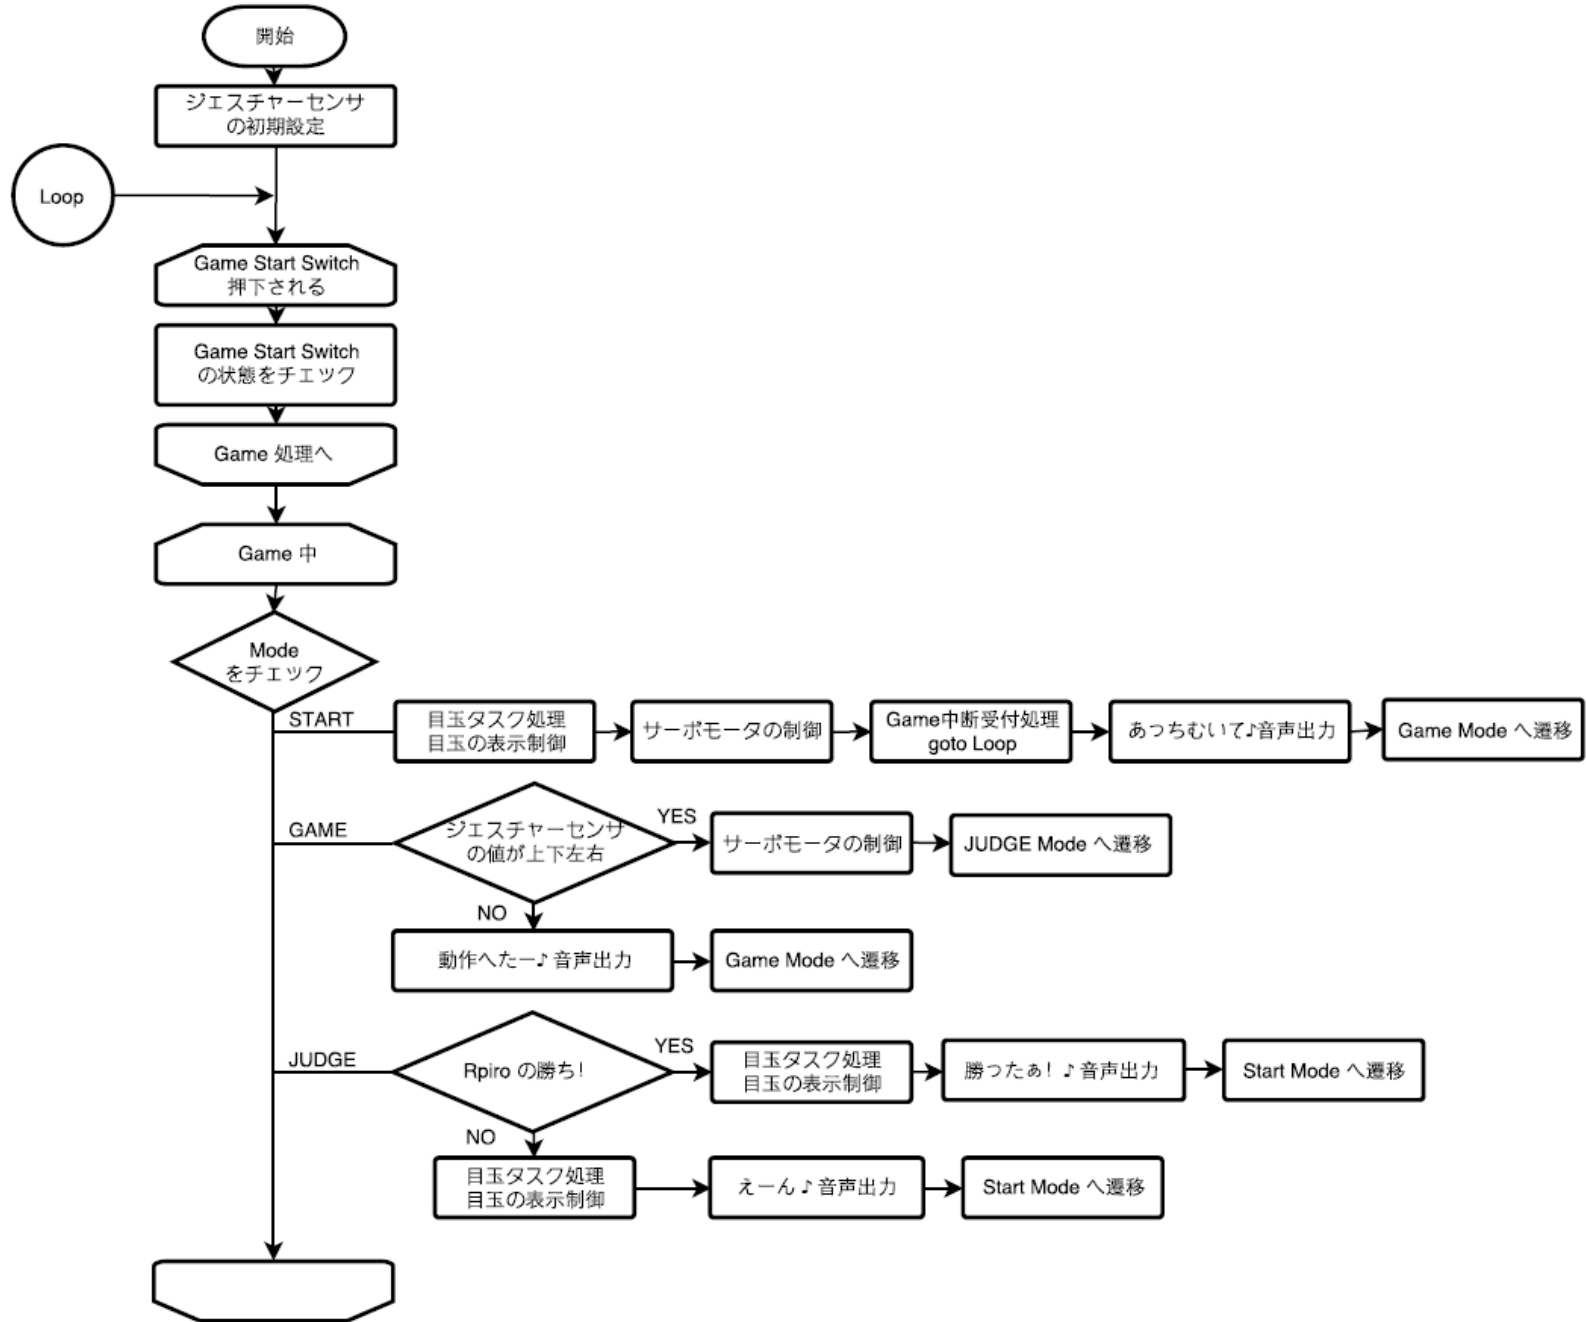 開始
ジェスチャーセンサ
の初期設定
Loop
Game Start Switch
押下される
Game Start Switch
の状態をチェック
Game 処理へ
Game 中
Mode
をチェック
START
目玉タスク処理
目玉の表示制御
サーボモータの制御
Game中断受付処理
goto Loop
あっちむいて♪音声出力
Game Mode へ遷移
GAME
ジェスチャーセンサ
の値が上下左右
YES
サーボモータの制御
JUDGE Mode へ遷移
NO
動作へたー♪ 音声出力
Game Mode へ遷移
JUDGE
Rpiro の勝ち！
YES
目玉タスク処理
目玉の表示制御
勝ったぁ！ ♪ 音声出力
Start Mode へ遷移
NO
目玉タスク処理
目玉の表示制御
えーん ♪ 音声出力
Start Mode へ遷移